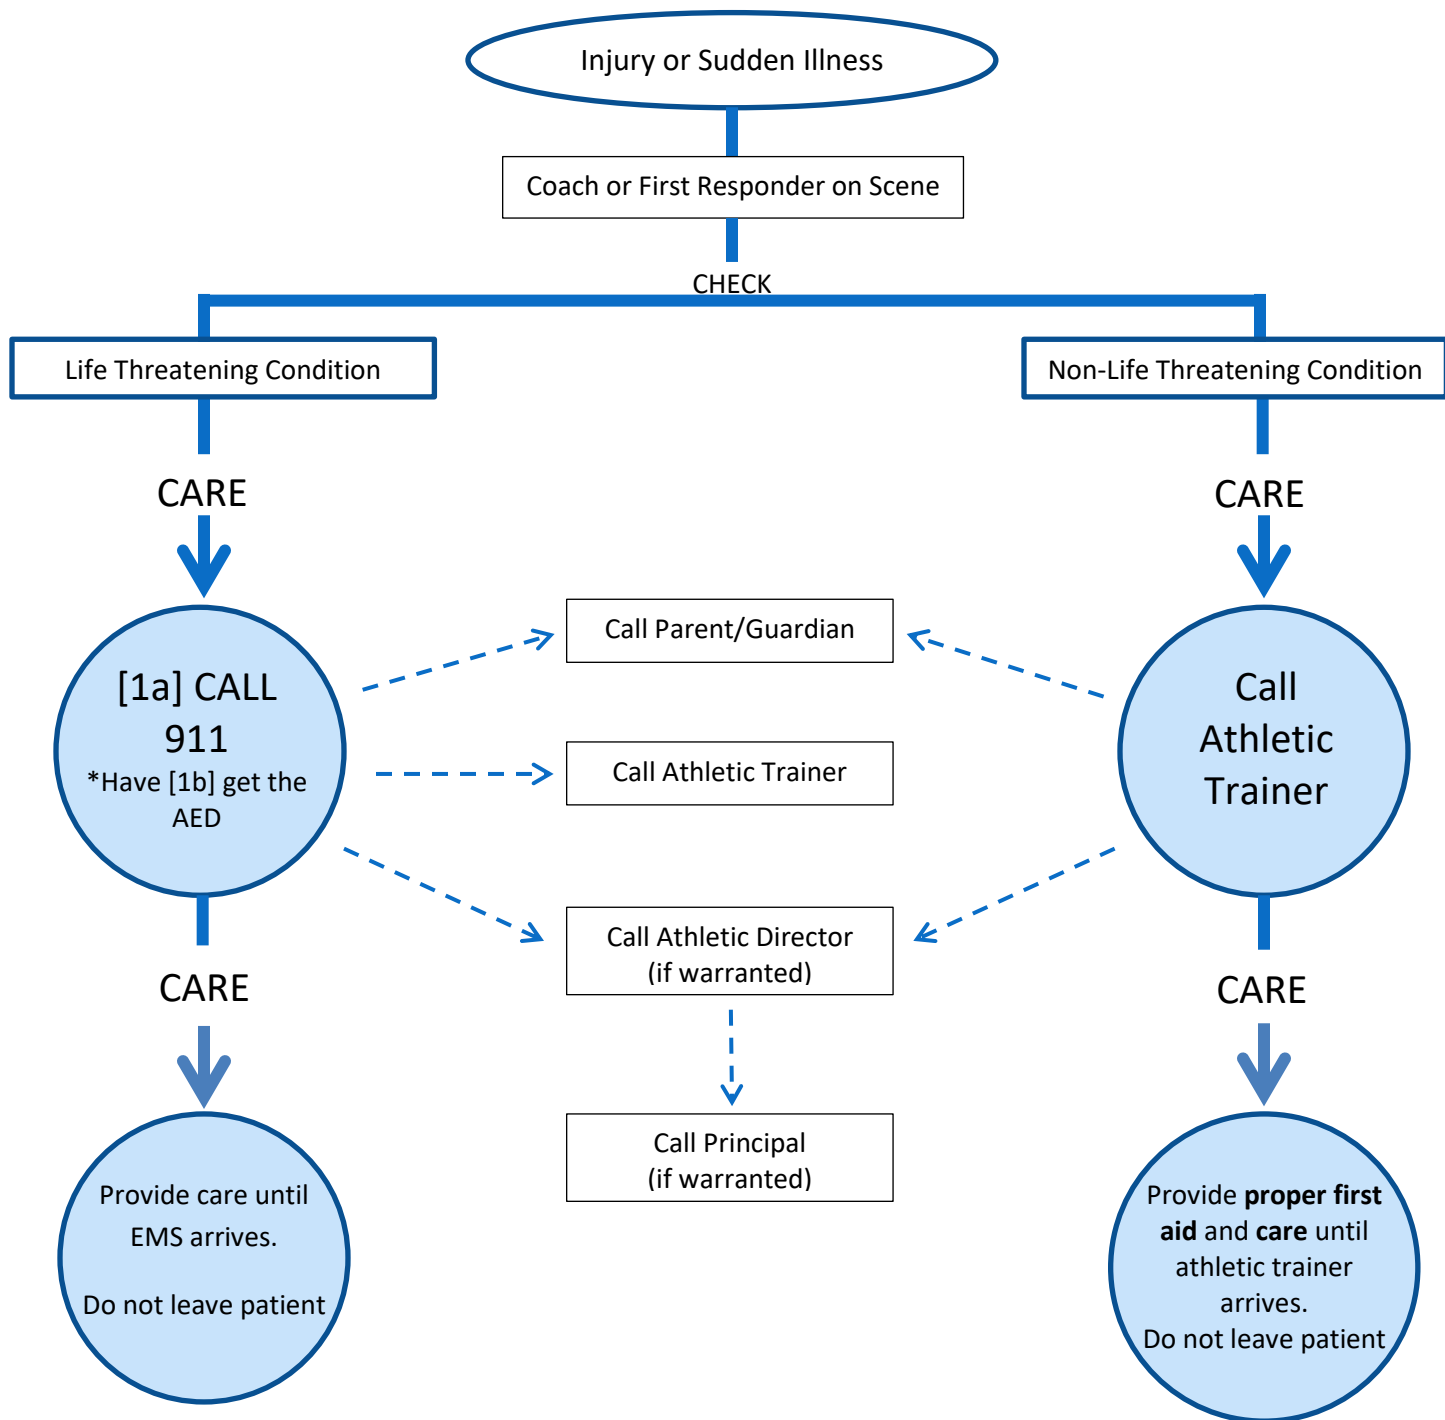 Injury or Sudden Illness
Coach or First Responder on Scene
CHECK
Life Threatening Condition
Non-Life Threatening Condition
CARE
CARE
[1a] CALL
911
*Have [1b] get the
AED
Call Parent/Guardian
Call Athletic Trainer
Call Athletic Director
(if warranted)
Call Principal
(if warranted)
Call
Athletic
Trainer
CARE
CARE
Provide care until
EMS arrives.
Do not leave patient
Provide proper first
aid and care until
athletic trainer
arrives.
Do not leave patient